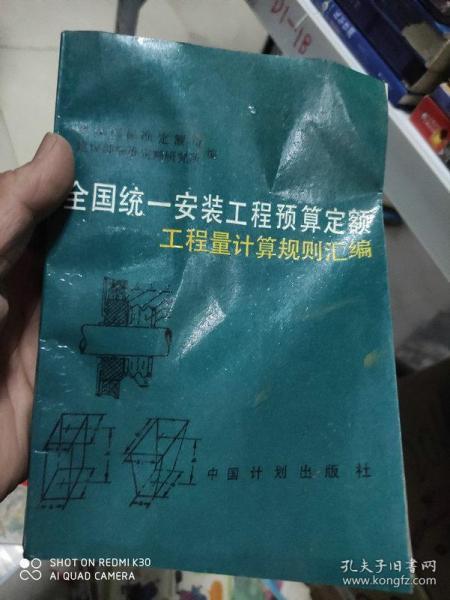 D1-1B
全国统一安装工程预算定额
工程量计算规则汇编
中国计划出版社
SHOT ON REDMI K30
AI QUAD CAMERA
孔夫子旧书网
www.kongfz.com